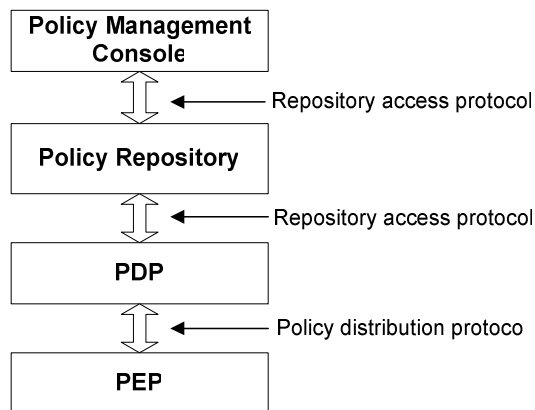 Policy Management
Console
Repository access protocol
Policy Repository
Repository access protocol
PDP
Policy distribution protoco
PEP